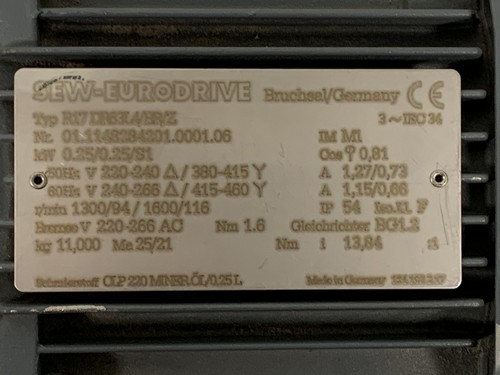 SEW-EURODRIVE Bruchsal/Germany CE
Typ R17 DR63L4/BR/Z 3~IEC 34
Nr. 01.1149284201.0001.06 IM M1
kW 0.25/0.25/S1 Cos φ 0,81
50Hz V 220-240 Δ/380-415 Y A 1,27/0,73
60Hz V 240-266 Δ/415-460 Y A 1,15/0,66
r/min 1300/94 / 1600/116 IP 54 Iso.Kl. F
Bremse V 220-266 AC Nm 1.6 Gleichrichter BG1.2
kg 11,000 Ma 25/21 Nm i 13,84 :1
Schmierstoff CLP 220 MINER.ÖL/0.25 L Made in Germany